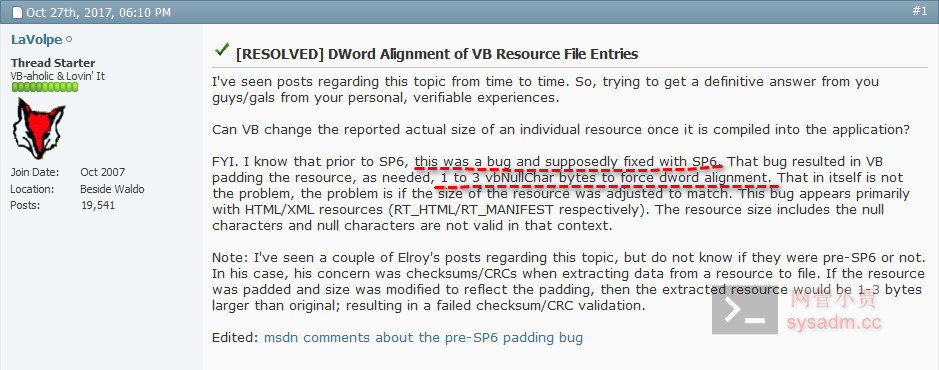 Oct 27th, 2017, 06:10 PM
#1
LaVolpe
Thread Starter
VB-aholic & Lovin' It
Join Date: Oct 2007
Location: Beside Waldo
Posts: 19,541
[RESOLVED] DWord Alignment of VB Resource File Entries
I've seen posts regarding this topic from time to time. So, trying to get a definitive answer from you
guys/gals from your personal, verifiable experiences.
Can VB change the reported actual size of an individual resource once it is compiled into the application?
FYI. I know that prior to SP6, this was a bug and supposedly fixed with SP6. That bug resulted in VB
padding the resource, as needed, 1 to 3 vbNullChar bytes to force dword alignment. That in itself is not
the problem, the problem is if the size of the resource was adjusted to match. This bug appears primarily
with HTML/XML resources (RT_HTML/RT_MANIFEST respectively). The resource size includes the null
characters and null characters are not valid in that context.
Note: I've seen a couple of Elroy's posts regarding this topic, but do not know if they were pre-SP6 or not.
In his case, his concern was checksums/CRCs when extracting data from a resource to file. If the resource
was padded and size was modified to reflect the padding, then the extracted resource would be 1-3 bytes
larger than original; resulting in a failed checksum/CRC validation.
Edited: msdn comments about the pre-SP6 padding bug
网管小贾
sysadm.cc